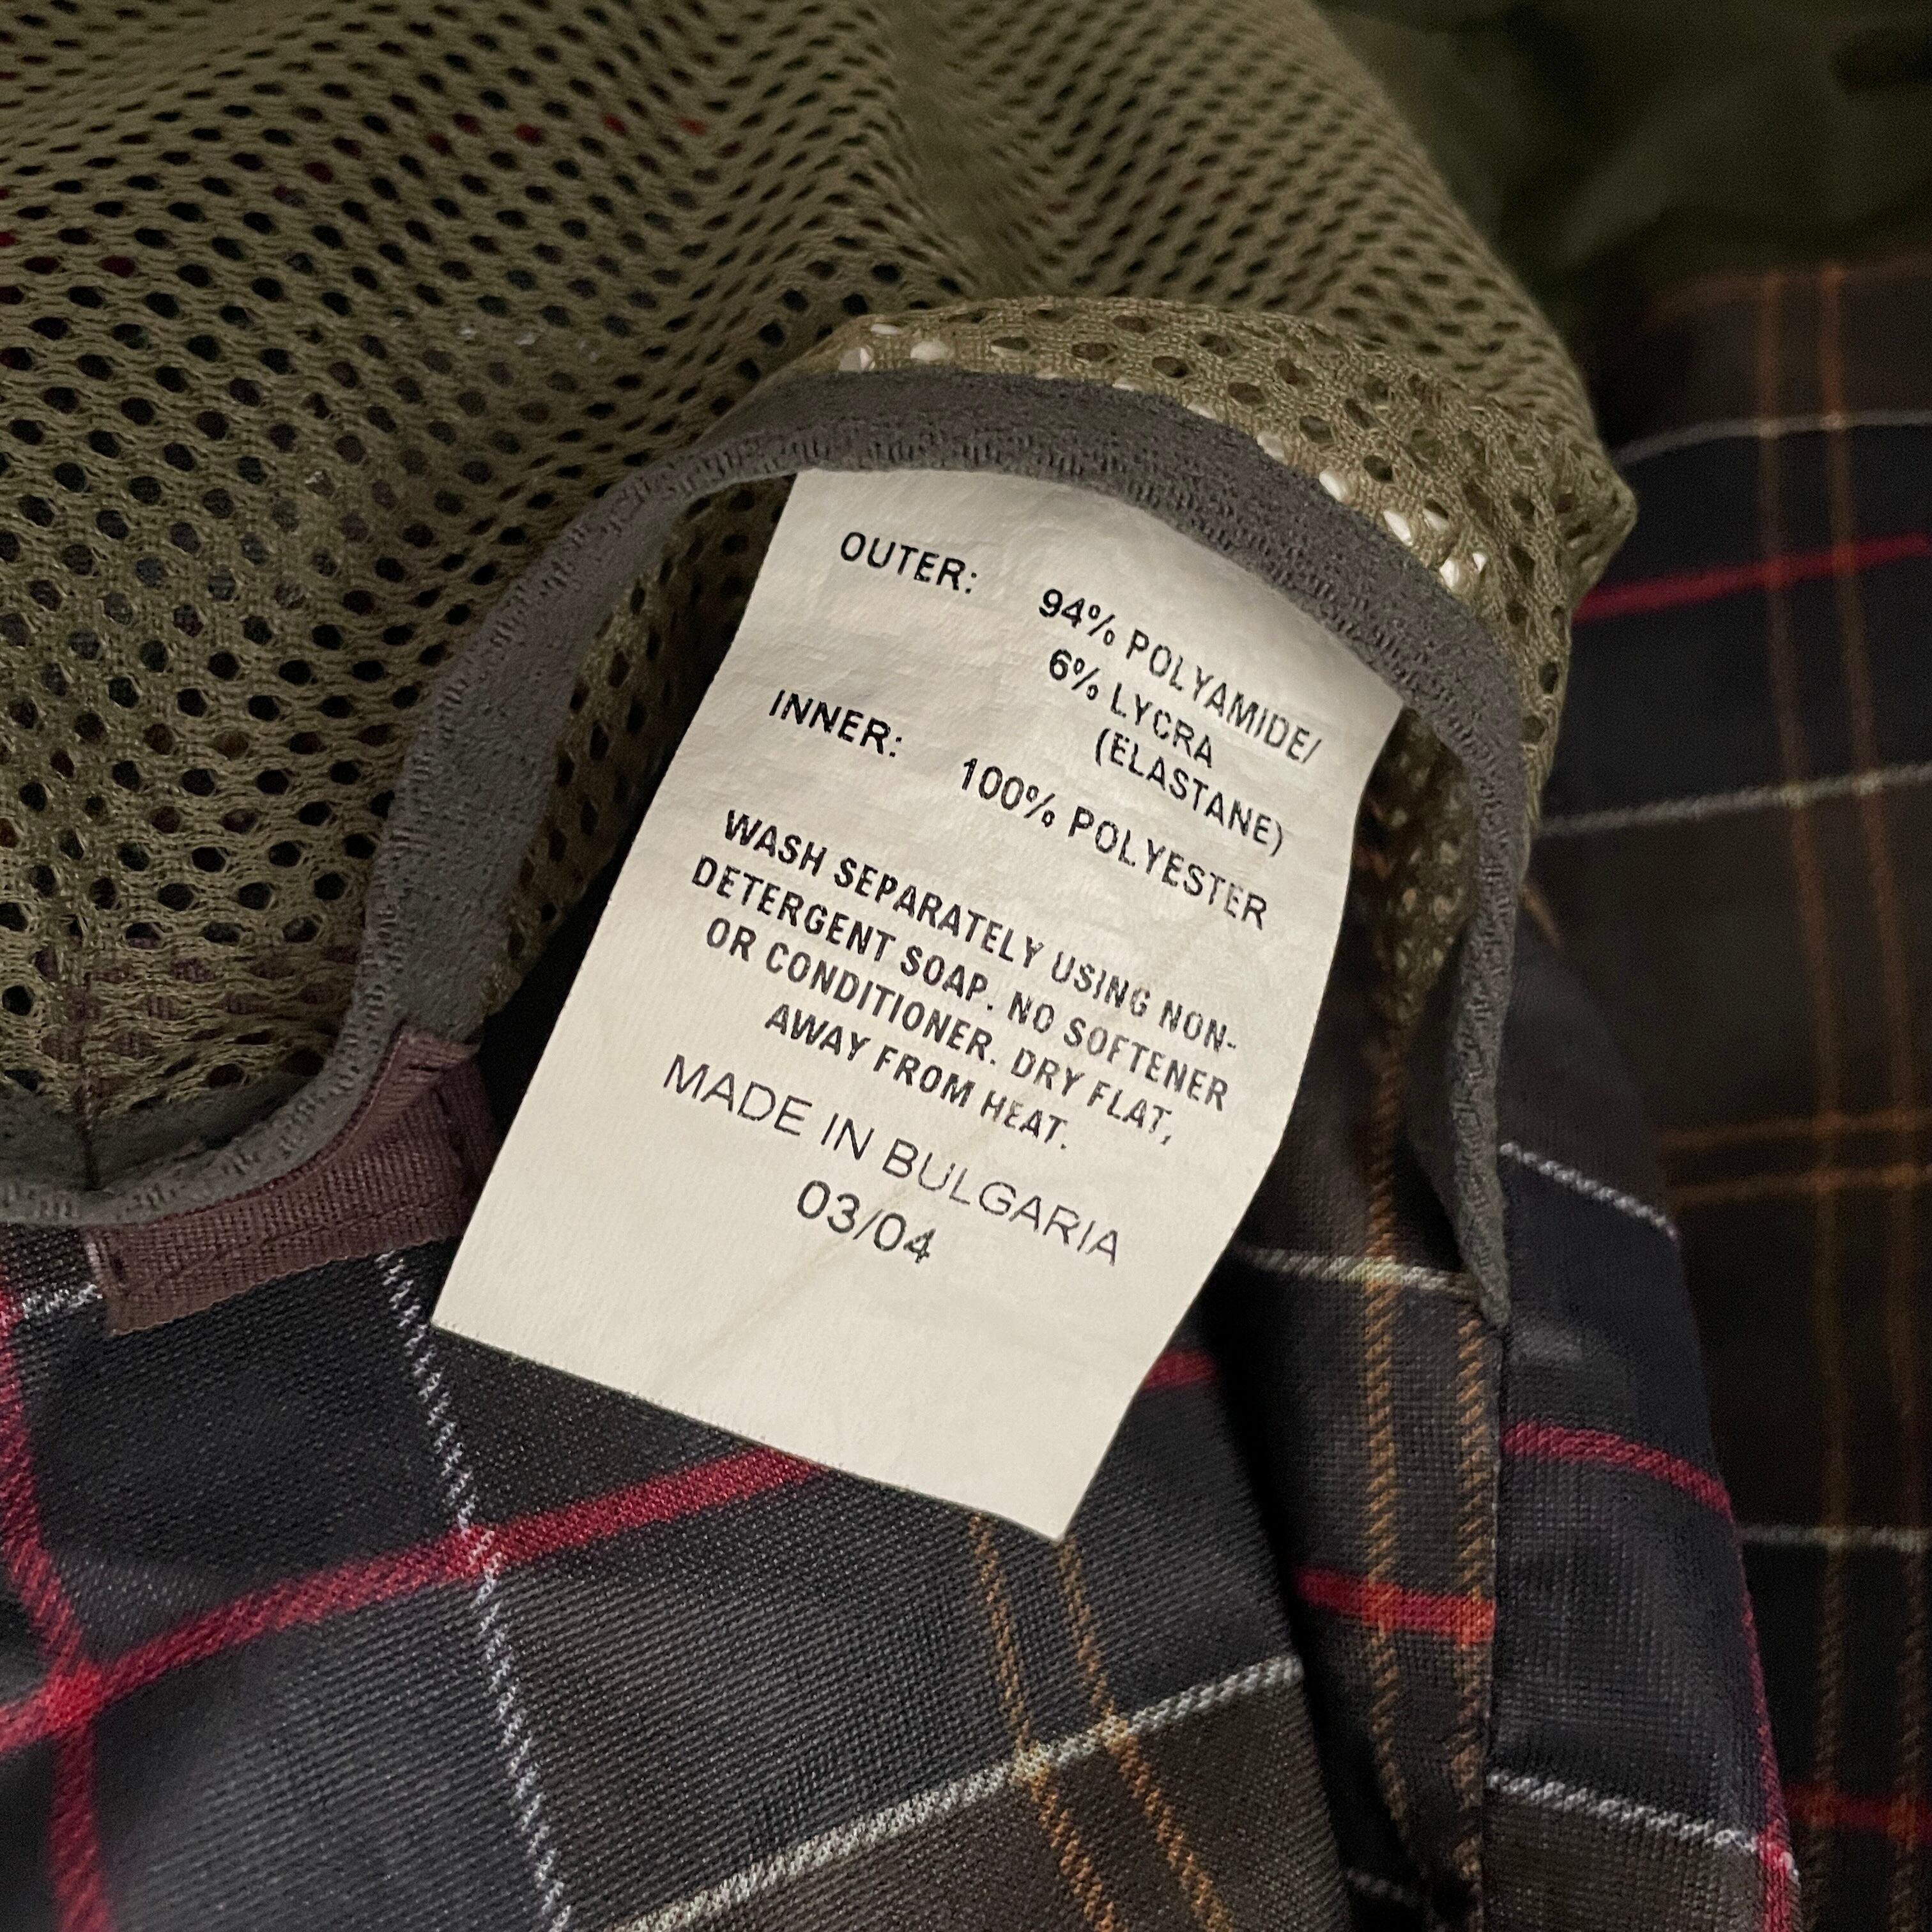 OUTER: 94% POLYAMIDE/
6% LYCRA
(ELASTANE)
INNER: 100% POLYESTER
WASH SEPARATELY USING NON-
DETERGENT SOAP. NO SOFTENER
OR CONDITIONER. DRY FLAT,
AWAY FROM HEAT.
MADE IN BULGARIA
03/04